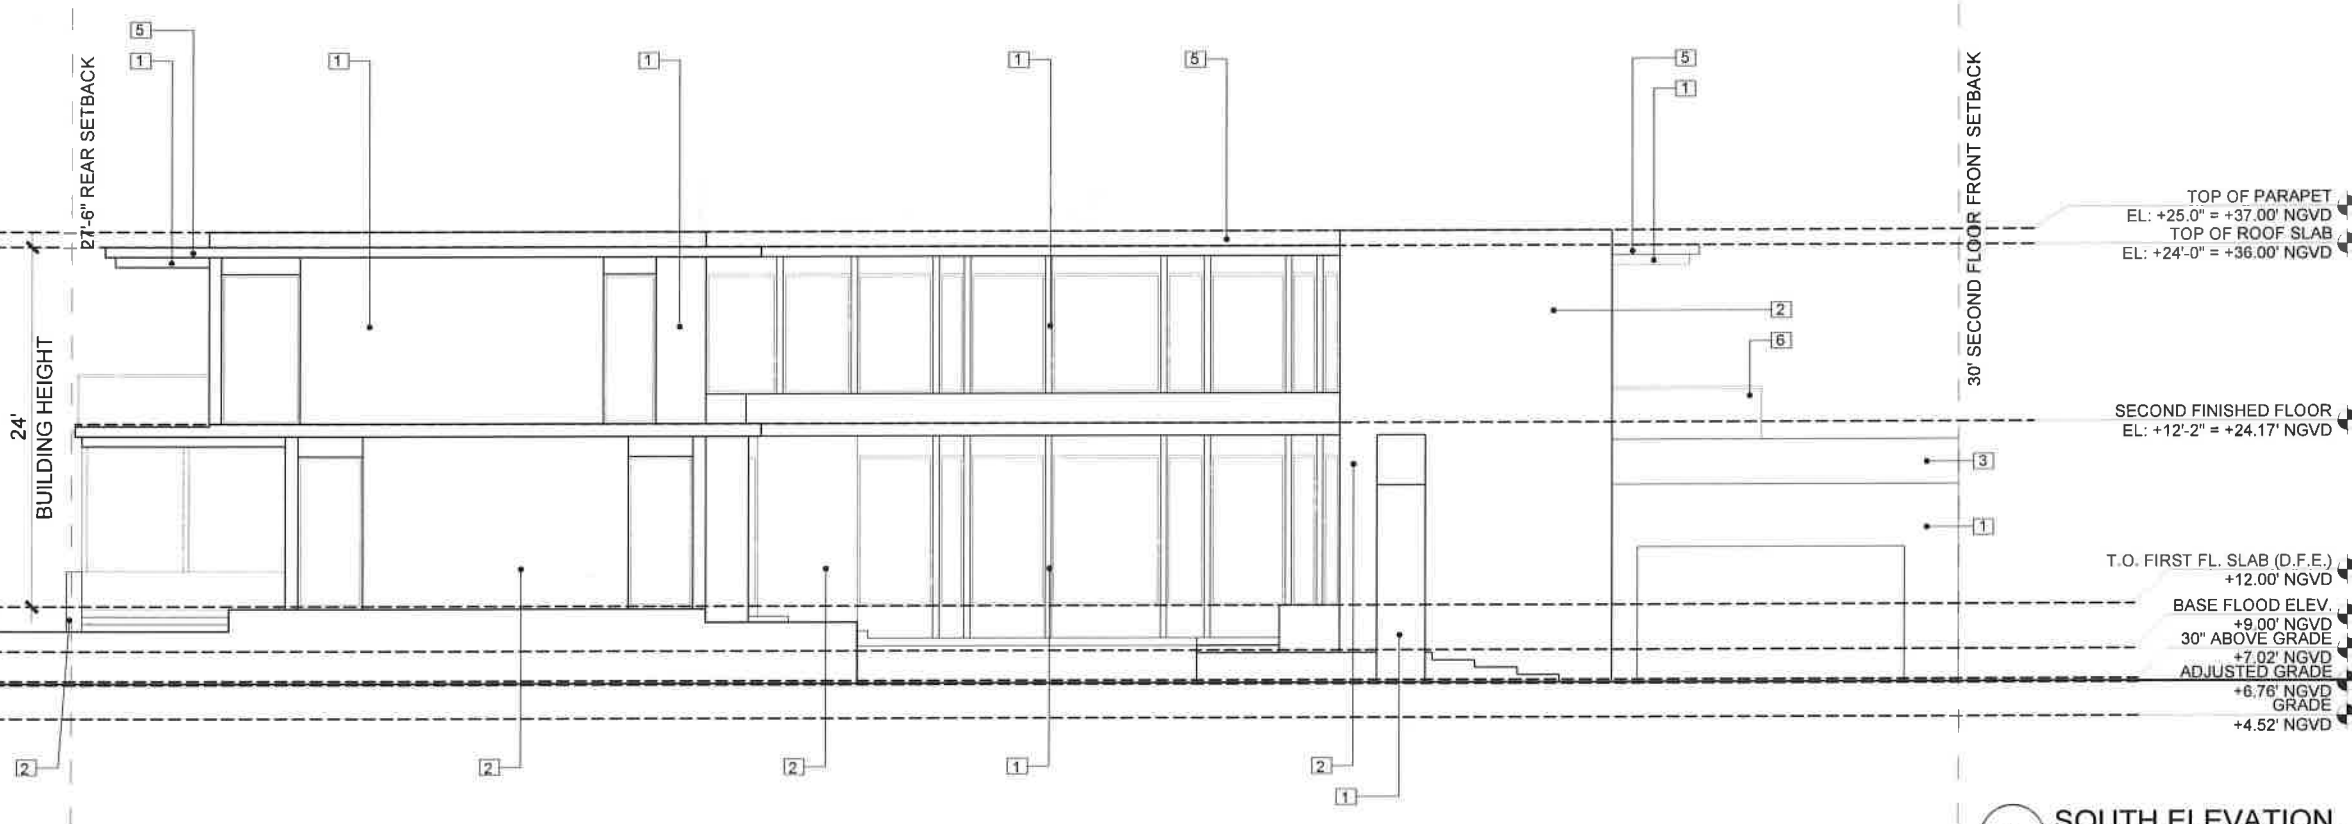 5
1
1
1
1
5
5
1
27'-6" REAR SETBACK
30' SECOND FLOOR FRONT SETBACK
TOP OF PARAPET
EL: +25.0" = +37.00' NGVD
TOP OF ROOF SLAB
EL: +24'-0" = +36.00' NGVD
2
6
24'
BUILDING HEIGHT
SECOND FINISHED FLOOR
EL: +12'-2" = +24.17' NGVD
3
1
T.O. FIRST FL. SLAB (D.F.E.)
+12.00' NGVD
BASE FLOOD ELEV.
+9.00' NGVD
30" ABOVE GRADE
+7.02' NGVD
ADJUSTED GRADE
+6.76' NGVD
GRADE
+4.52' NGVD
2
2
2
1
2
1
SOUTH ELEVATION